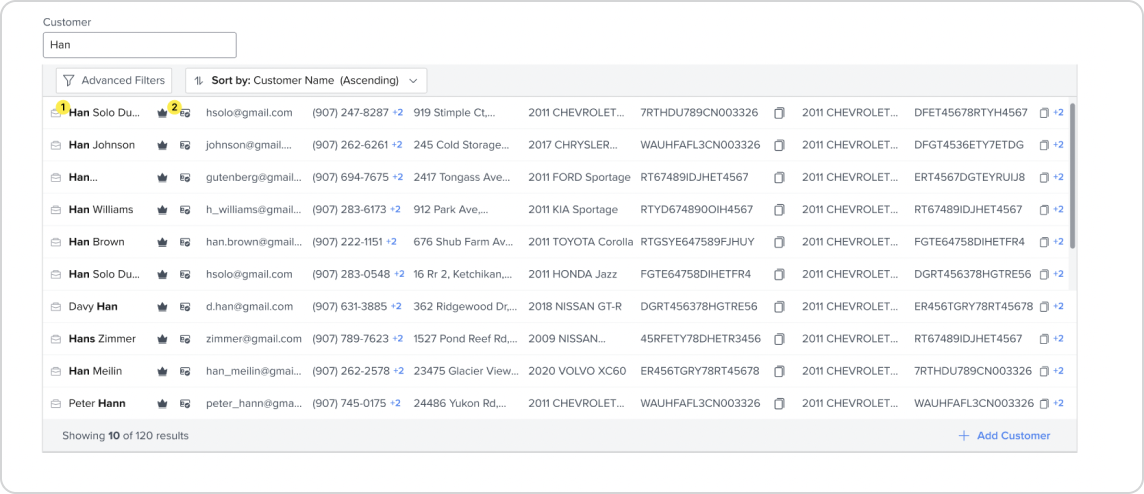 Customer
Han
Advanced Filters Sort by: Customer Name (Ascending)
1 Han Solo Du... 2 hsolo@gmail.com (907) 247-8287 +2 919 Stimple Ct,... 2011 CHEVROLET... 7RTHDU789CN003326 2011 CHEVROLET... DFET45678RTYH4567 +2
Han Johnson johnson@gmail.... (907) 262-6261 +2 245 Cold Storage... 2017 CHRYSLER... WAUHFAFL3CN003326 2011 CHEVROLET... DFGT4536ETY7ETDG +2
Han... gutenberg@gmail... (907) 694-7675 +2 2417 Tongass Ave... 2011 FORD Sportage RT67489IDJHET4567 2011 CHEVROLET... ERT4567DGTEYRUIJ8 +2
Han Williams h_williams@gmail... (907) 283-6173 +2 912 Park Ave,... 2011 KIA Sportage RTYD674890OIH4567 2011 CHEVROLET... RT67489IDJHET4567 +2
Han Brown han.brown@gmail... (907) 222-1151 +2 676 Shub Farm Av... 2011 TOYOTA Corolla RTGSYE647589FJHUY 2011 CHEVROLET... FGTE64758DIHETFR4 +2
Han Solo Du... hsolo@gmail.com (907) 283-0548 +2 16 Rr 2, Ketchikan,... 2011 HONDA Jazz FGTE64758DIHETFR4 2011 CHEVROLET... DGRT456378HGTRE56 +2
Davy Han d.han@gmail.com (907) 631-3885 +2 362 Ridgewood Dr,... 2018 NISSAN GT-R DGRT456378HGTRE56 2011 CHEVROLET... ER456TGRY78RT45678 +2
Hans Zimmer zimmer@gmail.com (907) 789-7623 +2 1527 Pond Reef Rd,... 2009 NISSAN... 45RFETY78DHETR3456 2011 CHEVROLET... RT67489IDJHET4567 +2
Han Meilin han_meilin@gmai... (907) 262-2578 +2 23475 Glacier View... 2020 VOLVO XC60 ER456TGRY78RT45678 2011 CHEVROLET... 7RTHDU789CN003326 +2
Peter Hann peter_hann@gma... (907) 745-0175 +2 24486 Yukon Rd,... 2011 CHEVROLET... WAUHFAFL3CN003326 2011 CHEVROLET... WAUHFAFL3CN003326 +2
Showing 10 of 120 results + Add Customer